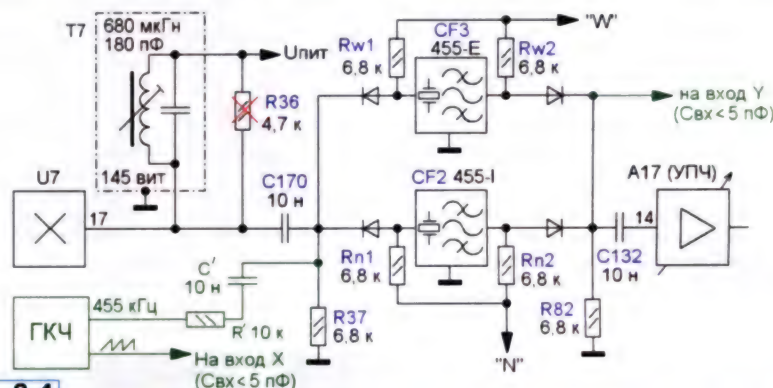 T7
680 мкГн
180 пФ
145 вит
Uпит
R36
4,7 к
U7
17
C170
10 н
C'
10 н
ГКЧ
455 кГц
R' 10 к
На вход X
(Свх < 5 пФ)
R37
6,8 к
Rw1
6,8 к
CF3
455-E
Rw2
6,8 к
"W"
CF2 455-I
Rn1
6,8 к
Rn2
6,8 к
"N"
на вход Y
(Свх < 5 пФ)
A17 (УПЧ)
14
C132
10 н
R82
6,8 к